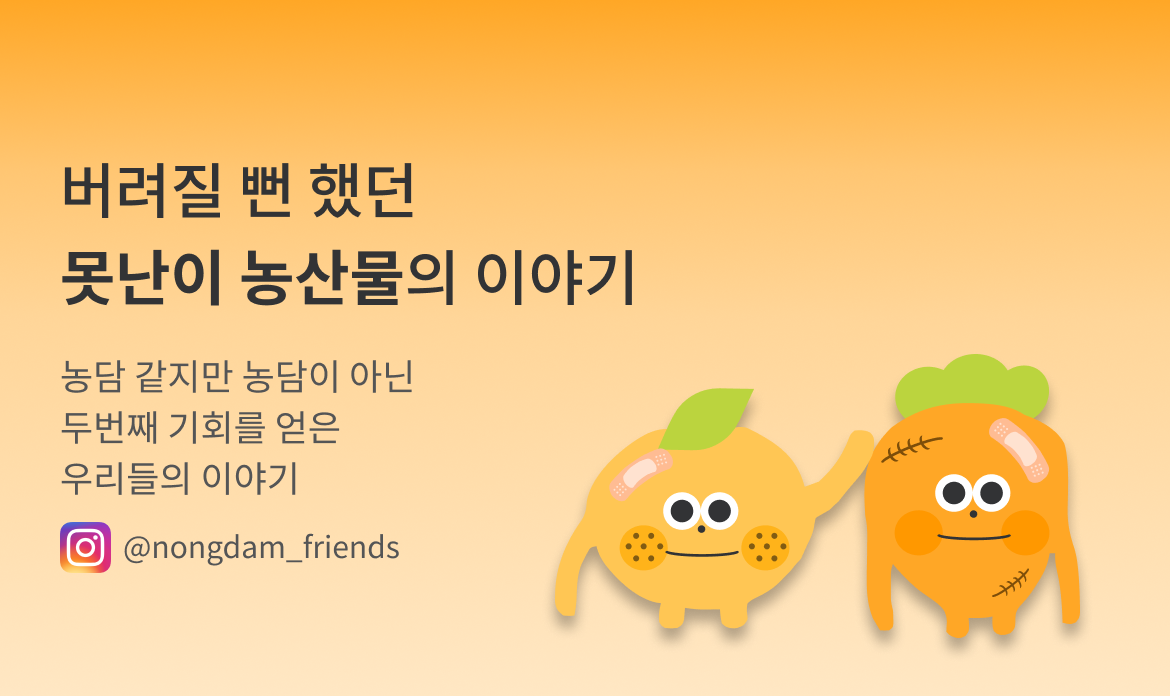 버려질 뻔 했던
못난이 농산물의 이야기
농담 같지만 농담이 아닌
두번째 기회를 얻은
우리들의 이야기
@nongdam_friends